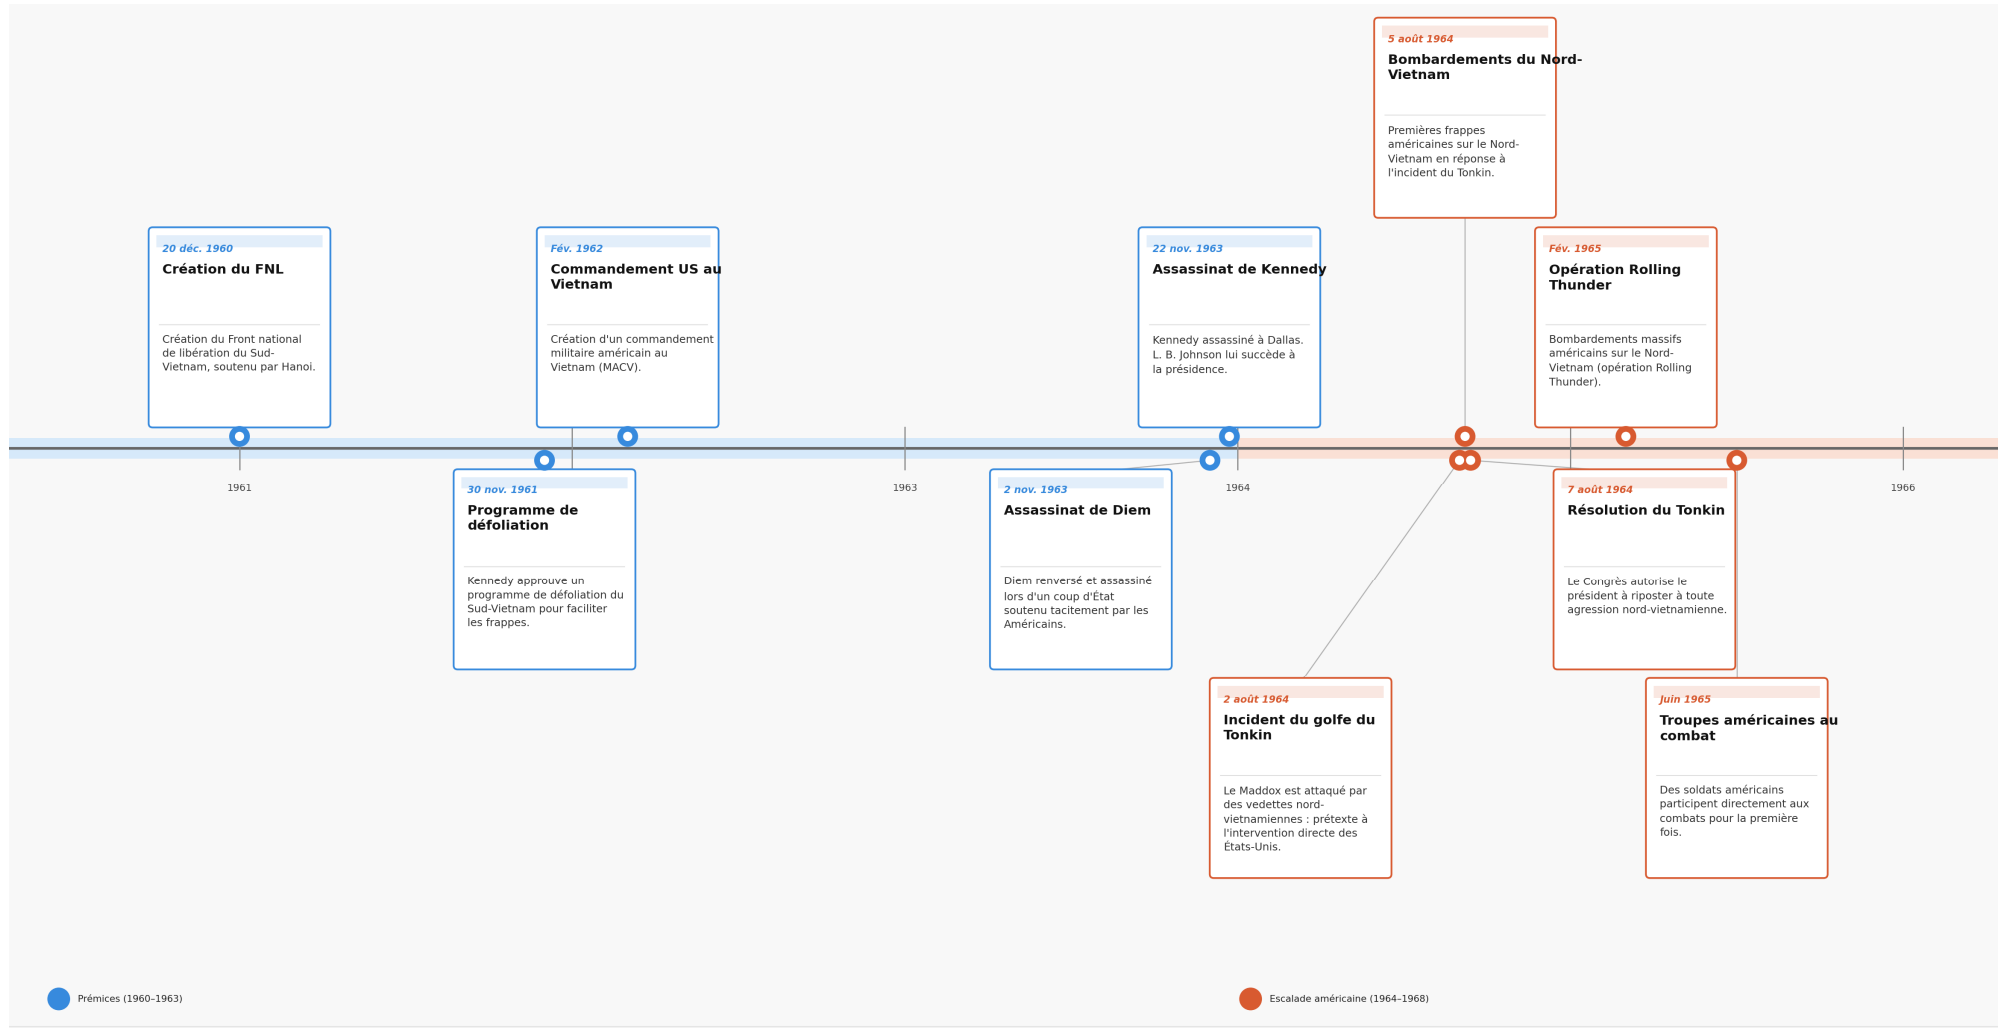 5 août 1964
Bombardements du Nord-
Vietnam
Premières frappes
américaines sur le Nord-
Vietnam en réponse à
l'incident du Tonkin.
20 déc. 1960
Création du FNL
Création du Front national
de libération du Sud-
Vietnam, soutenu par Hanoi.
Fév. 1962
Commandement US au
Vietnam
Création d'un commandement
militaire américain au
Vietnam (MACV).
22 nov. 1963
Assassinat de Kennedy
Kennedy assassiné à Dallas.
L. B. Johnson lui succède à
la présidence.
Fév. 1965
Opération Rolling
Thunder
Bombardements massifs
américains sur le Nord-
Vietnam (opération Rolling
Thunder).
1961
1963
1964
1966
30 nov. 1961
Programme de
défoliation
Kennedy approuve un
programme de défoliation du
Sud-Vietnam pour faciliter
les frappes.
2 nov. 1963
Assassinat de Diem
Diem renversé et assassiné
lors d'un coup d'État
soutenu tacitement par les
Américains.
7 août 1964
Résolution du Tonkin
Le Congrès autorise le
président à riposter à toute
agression nord-vietnamienne.
2 août 1964
Incident du golfe du
Tonkin
Le Maddox est attaqué par
des vedettes nord-
vietnamiennes : prétexte à
l'intervention directe des
États-Unis.
Juin 1965
Troupes américaines au
combat
Des soldats américains
participent directement aux
combats pour la première
fois.
Prémices (1960–1963)
Escalade américaine (1964–1968)